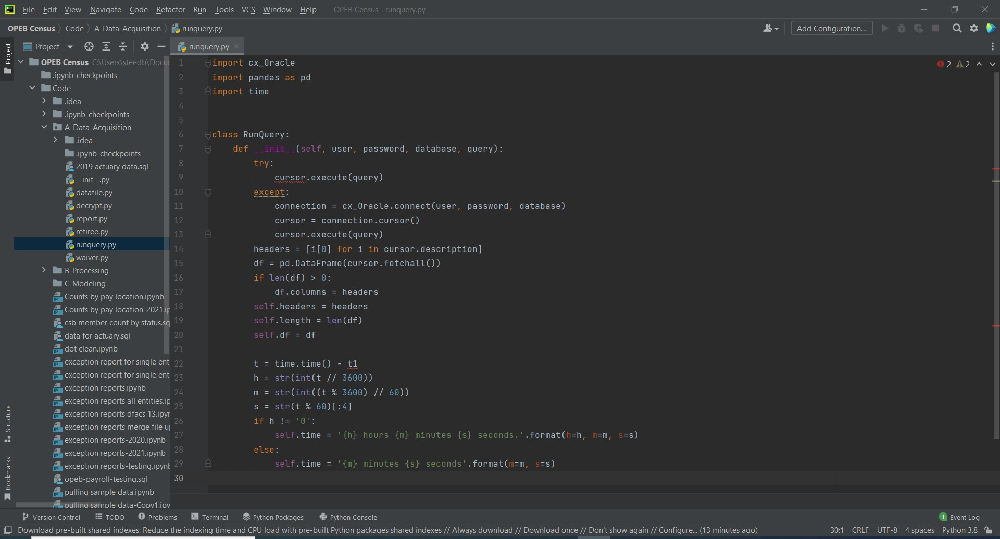 PC File Edit View Navigate Code Refactor Run Tools VCS Window Help OPEB Census - runquery.py
OPEB Census Code A_Data_Acquisition runquery.py Add Configuration...
Project
Project
runquery.py
2 2
OPEB Census C:\Users\steedb\Docur
.ipynb_checkpoints
Code
.idea
.ipynb_checkpoints
A_Data_Acquisition
.idea
.ipynb_checkpoints
2019 actuary data.sql
__init__.py
datafile.py
decrypt.py
report.py
retiree.py
runquery.py
waiver.py
B_Processing
C_Modeling
Counts by pay location.ipynb
Counts by pay location-2021.ip
csb member count by status.sq
data for actuary.sql
dot clean.ipynb
exception report for single ent
exception report for single ent
exception reports.ipynb
exception reports all entities.ip
exception reports dfacs 13.ipyr
exception reports merge file u
exception reports-2020.ipynb
exception reports-2021.ipynb
exception reports-testing.ipynb
opeb-payroll-testing.sql
pulling sample data.ipynb
pulling sample data-Copy1.ipy
Structure
Bookmarks
1 import cx_Oracle
2 import pandas as pd
3 import time
4
5
6 class RunQuery:
7 def __init__(self, user, password, database, query):
8 try:
9 cursor.execute(query)
10 except:
11 connection = cx_Oracle.connect(user, password, database)
12 cursor = connection.cursor()
13 cursor.execute(query)
14 headers = [i[0] for i in cursor.description]
15 df = pd.DataFrame(cursor.fetchall())
16 if len(df) > 0:
17 df.columns = headers
18 self.headers = headers
19 self.length = len(df)
20 self.df = df
21
22 t = time.time() - t1
23 h = str(int(t // 3600))
24 m = str(int((t % 3600) // 60))
25 s = str(t % 60)[:4]
26 if h != '0':
27 self.time = '{h} hours {m} minutes {s} seconds.'.format(h=h, m=m, s=s)
28 else:
29 self.time = '{m} minutes {s} seconds'.format(m=m, s=s)
30
Version Control TODO Problems Terminal Python Packages Python Console 1 Event Log
Download pre-built shared indexes: Reduce the indexing time and CPU load with pre-built Python packages shared indexes // Always download // Download once // Don't show again // Configure... (13 minutes ago) 30:1 CRLF UTF-8 4 spaces Python 3.8